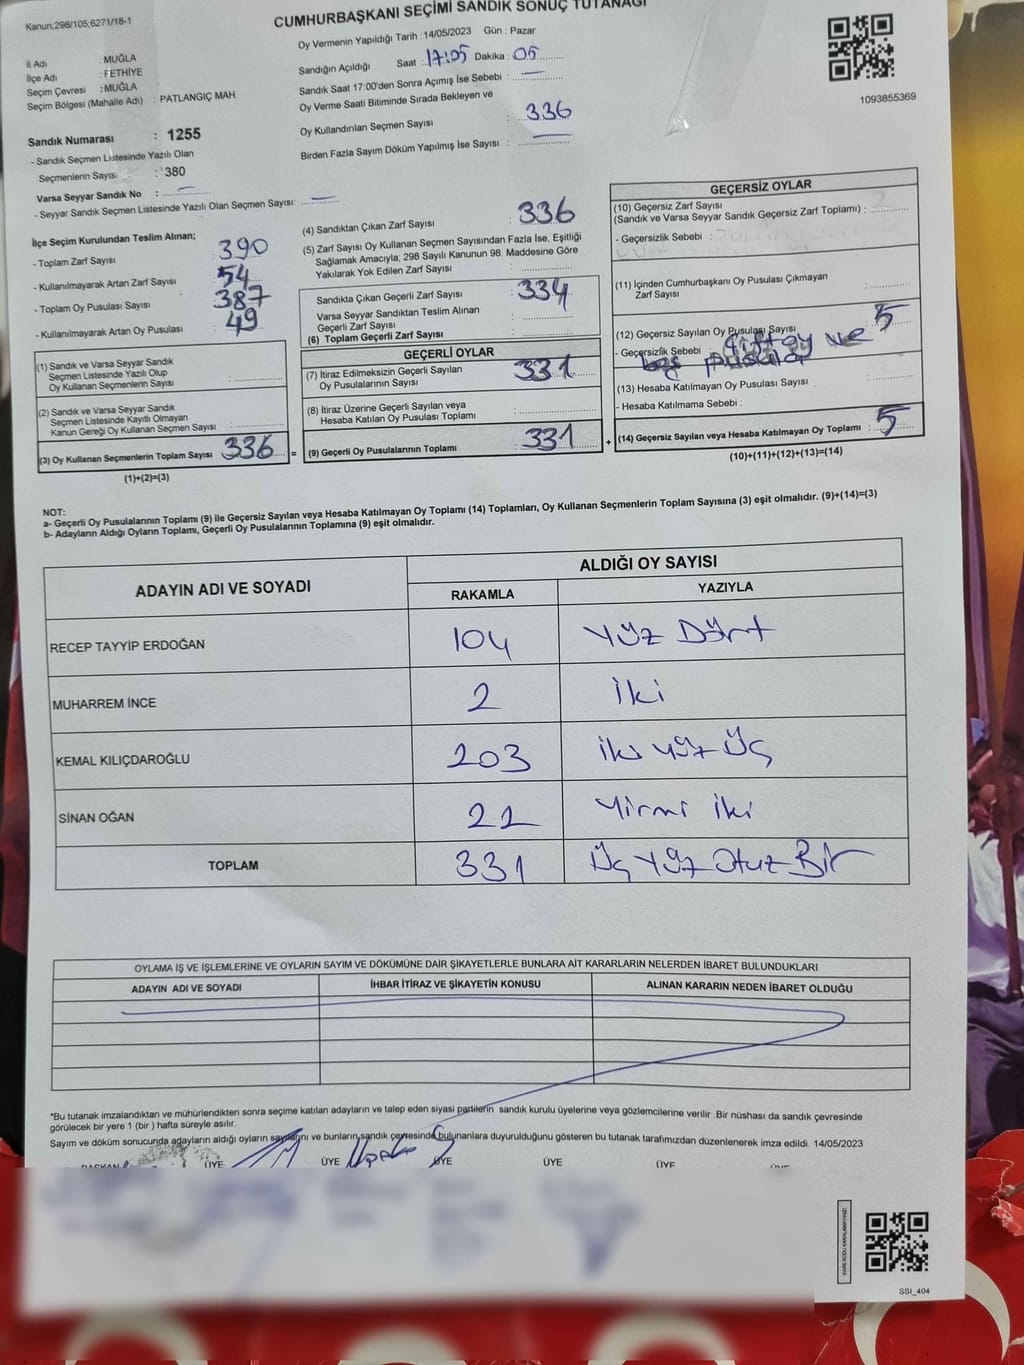 Kanun;298/105;6271/18-1
CUMHURBAŞKANI SEÇİMİ SANDIK SONUÇ TUTANAĞI
Oy Vermenin Yapıldığı Tarih : 14/05/2023 Gün : Pazar
Sandığın Açıldığı Saat : 17:05 Dakika : 05
Sandık Saat 17:00'den Sonra Açımış İse Sebebi : —
Oy Verme Saati Bitiminde Sırada Bekleyen ve
Oy Kullandırılan Seçmen Sayısı : 336
Birden Fazla Sayım Döküm Yapılmış İse Sayısı : —
1093855369
İl Adı : MUĞLA
İlçe Adı : FETHİYE
Seçim Çevresi : MUĞLA
Seçim Bölgesi (Mahalle Adı) : PATLANGIÇ MAH.
Sandık Numarası : 1255
- Sandık Seçmen Listesinde Yazılı Olan
Seçmenlerin Sayısı : 380
Varsa Seyyar Sandık No : —
- Seyyar Sandık Seçmen Listesinde Yazılı Olan Seçmen Sayısı: —
İlçe Seçim Kurulundan Teslim Alınan;
- Toplam Zarf Sayısı 390
- Kullanılmayarak Artan Zarf Sayısı 54
- Toplam Oy Pusulası Sayısı 387
- Kullanılmayarak Artan Oy Pusulası 49
(1) Sandık ve Varsa Seyyar Sandık
Seçmen Listesinde Yazılı Olup
Oy Kullanan Seçmenlerin Sayısı :
(2) Sandık ve Varsa Seyyar Sandık
Seçmen Listesinde Kayıtlı Olmayan
Kanun Gereği Oy Kullanan Seçmen Sayısı :
(3) Oy Kullanan Seçmenlerin Toplam Sayısı 336 =
(1)+(2)=(3)
(4) Sandıktan Çıkan Zarf Sayısı : 336
(5) Zarf Sayısı Oy Kullanan Seçmen Sayısından Fazla İse, Eşitliği
Sağlamak Amacıyla; 298 Sayılı Kanunun 98. Maddesine Göre
Yakılarak Yok Edilen Zarf Sayısı :
Sandıkta Çıkan Geçerli Zarf Sayısı : 334
Varsa Seyyar Sandıktan Teslim Alınan
Geçerli Zarf Sayısı :
(6) Toplam Geçerli Zarf Sayısı :
GEÇERLİ OYLAR
(7) İtiraz Edilmeksizin Geçerli Sayılan
Oy Pusulalarının Sayısı : 331
(8) İtiraz Üzerine Geçerli Sayılan veya
Hesaba Katılan Oy Pusulası Toplamı :
(9) Geçerli Oy Pusulalarının Toplamı : 331 +
GEÇERSİZ OYLAR
(10) Geçersiz Zarf Sayısı
(Sandık ve Varsa Seyyar Sandık Geçersiz Zarf Toplamı) :
- Geçersizlik Sebebi :
(11) İçinden Cumhurbaşkanı Oy Pusulası Çıkmayan
Zarf Sayısı :
(12) Geçersiz Sayılan Oy Pusulası Sayısı : 5
- Geçersizlik Sebebi : Çift oy ve
boş pusula
(13) Hesaba Katılmayan Oy Pusulası Sayısı :
- Hesaba Katılmama Sebebi :
(14) Geçersiz Sayılan veya Hesaba Katılmayan Oy Toplamı : 5
(10)+(11)+(12)+(13)=(14)
NOT:
a- Geçerli Oy Pusulalarının Toplamı (9) ile Geçersiz Sayılan veya Hesaba Katılmayan Oy Toplamı (14) Toplamları, Oy Kullanan Seçmenlerin Toplam Sayısına (3) eşit olmalıdır. (9)+(14)=(3)
b- Adayların Aldığı Oyların Toplamı, Geçerli Oy Pusulalarının Toplamına (9) eşit olmalıdır.
ADAYIN ADI VE SOYADI ALDIĞI OY SAYISI
RAKAMLA YAZIYLA
RECEP TAYYİP ERDOĞAN 104 Yüz Dört
MUHARREM İNCE 2 İki
KEMAL KILIÇDAROĞLU 203 İki Yüz Üç
SİNAN OĞAN 22 Yirmi İki
TOPLAM 331 Üç Yüz Otuz Bir
OYLAMA İŞ VE İŞLEMLERİNE VE OYLARIN SAYIM VE DÖKÜMÜNE DAİR ŞİKAYETLERLE BUNLARA AİT KARARLARIN NELERDEN İBARET BULUNDUKLARI
ADAYIN ADI VE SOYADI İHBAR İTİRAZ VE ŞİKAYETİN KONUSU ALINAN KARARIN NEDEN İBARET OLDUĞU
*Bu tutanak imzalandıktan ve mühürlendikten sonra seçime katılan adayların ve talep eden siyasi partilerin sandık kurulu üyelerine veya gözlemcilerine verilir .Bir nüshası da sandık çevresinde
görülecek bir yere 1 (bir ) hafta süreyle asılır.
Sayım ve döküm sonucunda adayların aldığı oyların sayılarını ve bunların sandık çevresinde bulunanlara duyurulduğunu gösteren bu tutanak tarafımızdan düzenlenerek imza edildi. 14/05/2023
BAŞKAN ÜYE ÜYE ÜYE ÜYE ÜYE
KARE KODU KARALAMAYINIZ!
SSI_404